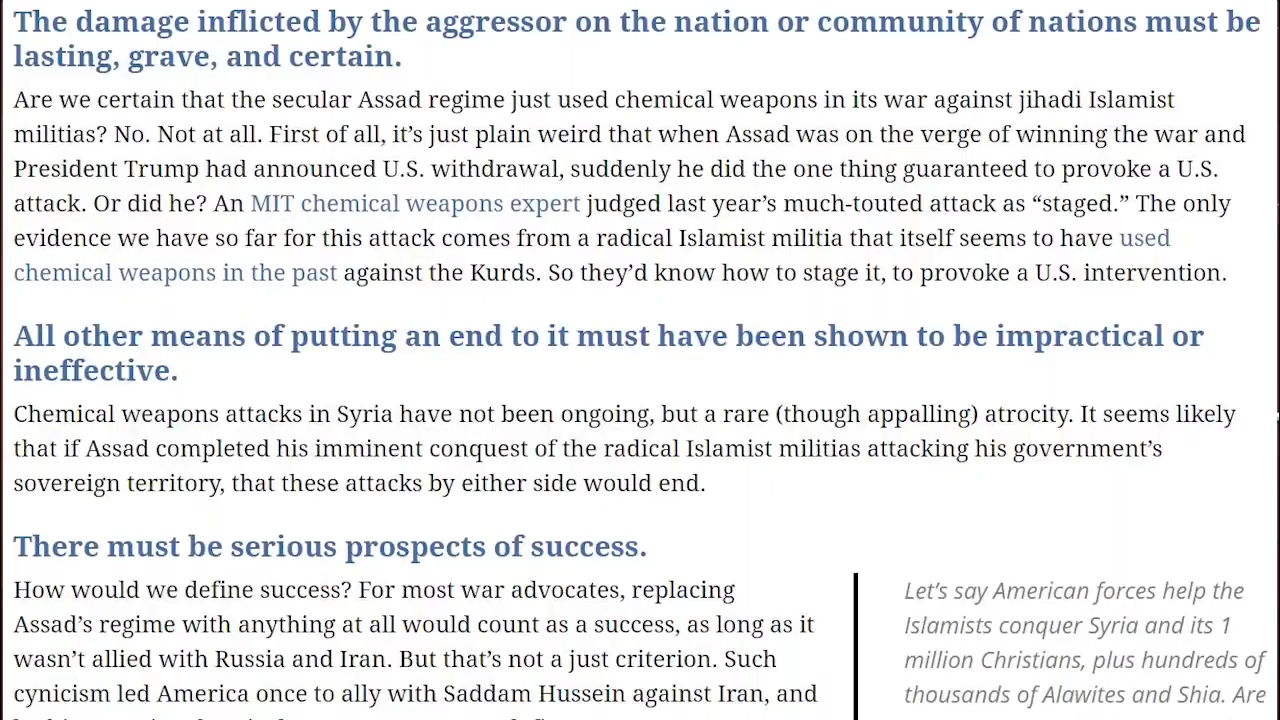 The damage inflicted by the aggressor on the nation or community of nations must be
lasting, grave, and certain.
Are we certain that the secular Assad regime just used chemical weapons in its war against jihadi Islamist
militias? No. Not at all. First of all, it’s just plain weird that when Assad was on the verge of winning the war and
President Trump had announced U.S. withdrawal, suddenly he did the one thing guaranteed to provoke a U.S.
attack. Or did he? An MIT chemical weapons expert judged last year’s much-touted attack as “staged.” The only
evidence we have so far for this attack comes from a radical Islamist militia that itself seems to have used
chemical weapons in the past against the Kurds. So they’d know how to stage it, to provoke a U.S. intervention.
All other means of putting an end to it must have been shown to be impractical or
ineffective.
Chemical weapons attacks in Syria have not been ongoing, but a rare (though appalling) atrocity. It seems likely
that if Assad completed his imminent conquest of the radical Islamist militias attacking his government’s
sovereign territory, that these attacks by either side would end.
There must be serious prospects of success.
How would we define success? For most war advocates, replacing
Assad’s regime with anything at all would count as a success, as long as it
wasn’t allied with Russia and Iran. But that’s not a just criterion. Such
cynicism led America once to ally with Saddam Hussein against Iran, and
Let’s say American forces help the
Islamists conquer Syria and its 1
million Christians, plus hundreds of
thousands of Alawites and Shia. Are